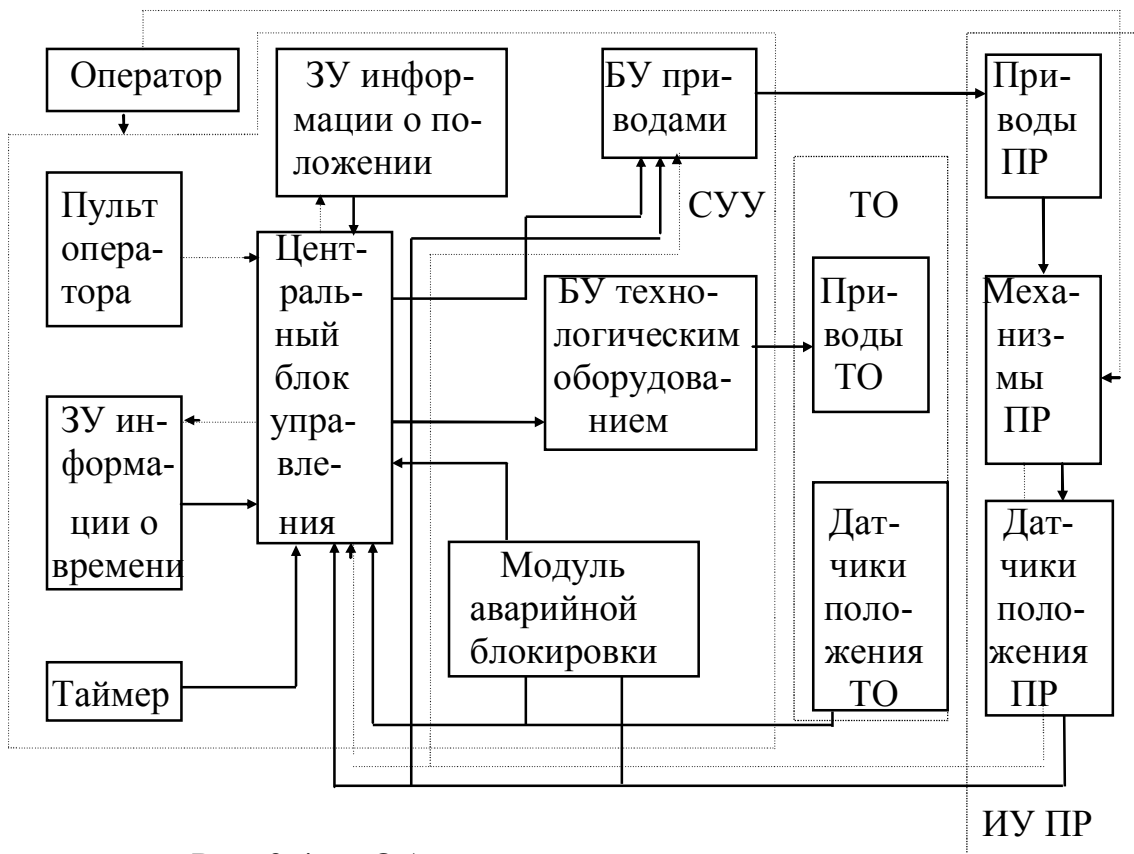 Оператор
ЗУ инфор-
мации о по-
ложении
БУ при-
водами
При-
воды
ПР
Пульт
опера-
тора
СУУ
ТО
Цент-
раль-
ный
блок
управ-
вле-
ния
БУ техно-
логическим
оборудова-
нием
При-
воды
ТО
Меха-
низ-
мы
ПР
ЗУ ин-
форма-
ции о
времени
Модуль
аварийной
блокировки
Дат-
чики
поло-
жения
ТО
Дат-
чики
поло-
жения
ПР
Таймер
ИУ ПР